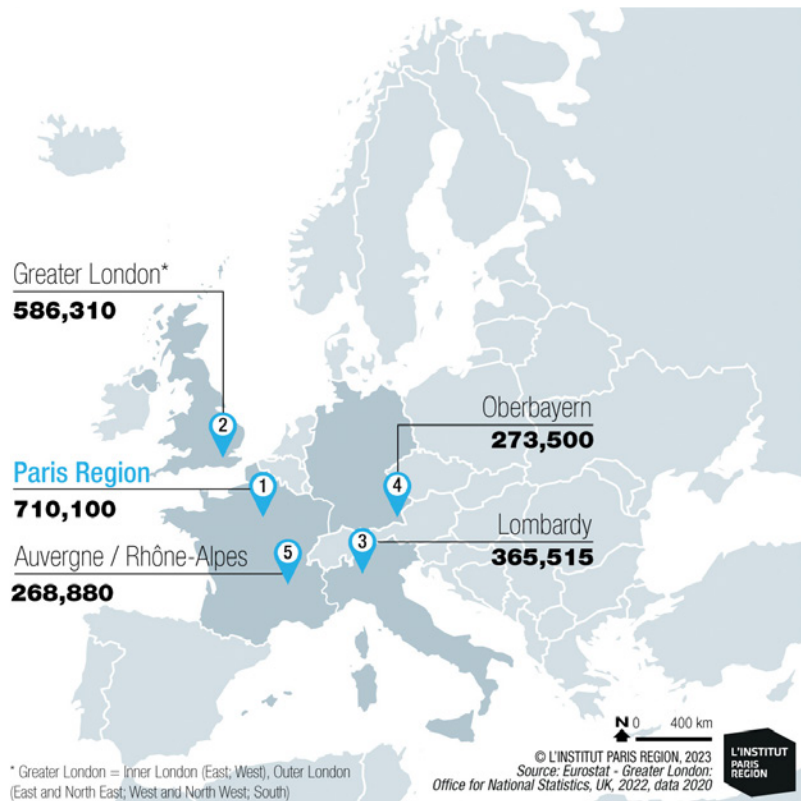 Greater London*
586,310
2
Oberbayern
273,500
Paris Region
710,100
1
4
Lombardy
365,515
3
Auvergne / Rhône-Alpes
268,880
5
N 0 400 km
* Greater London = Inner London (East; West), Outer London
(East and North East; West and North West; South)
© L'INSTITUT PARIS REGION, 2023
Source: Eurostat - Greater London:
Office for National Statistics, UK, 2022, data 2020
L'INSTITUT
PARIS
REGION